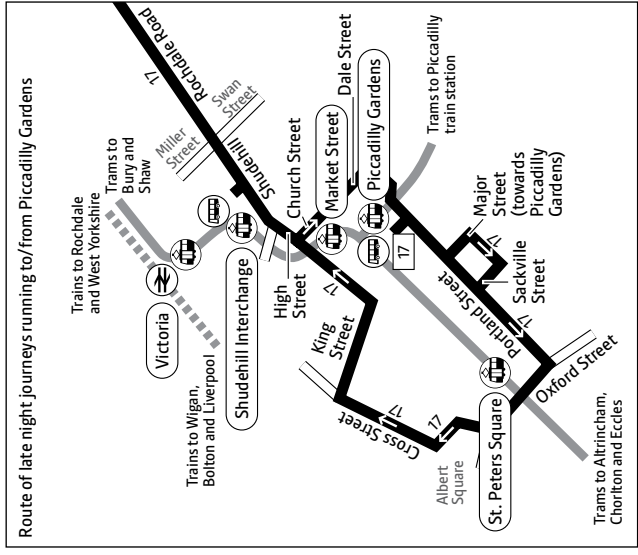 Route of late night journeys running to/from Piccadilly Gardens
Trains to Rochdale
and West Yorkshire
Trams to
Bury and
Shaw
Miller
Street
Swan
Street
17
Rochdale Road
Shudehill
Victoria
Trains to Wigan,
Bolton and Liverpool
Shudehill Interchange
Church Street
Dale Street
High
Street
Market Street
Piccadilly Gardens
Trams to Piccadilly
train station
17
King
Street
17
Major
Street
(towards
Piccadilly
Gardens)
17
Sackville
Street
Portland Street
17
Cross Street
17
17
Albert
Square
St. Peters Square
Oxford Street
Trams to Altrincham,
Chorlton and Eccles